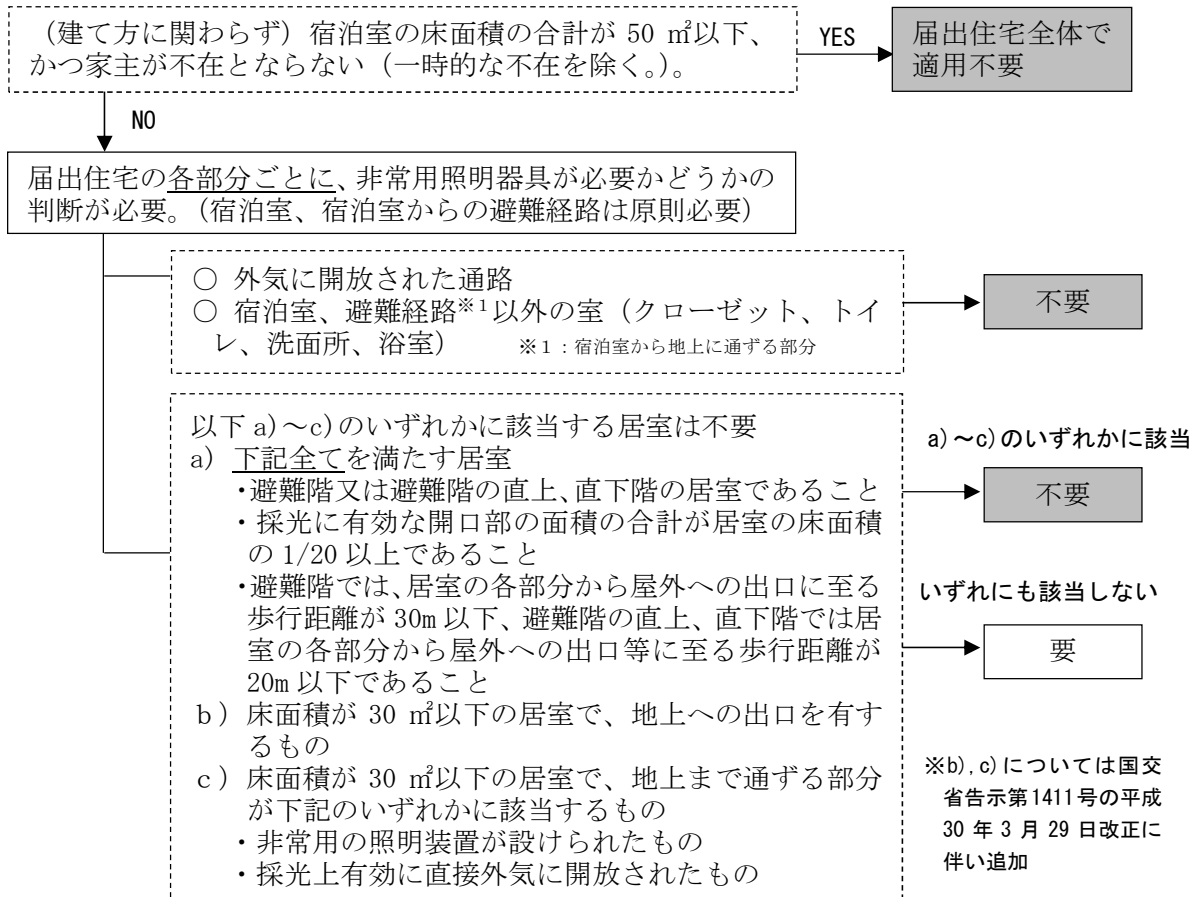 (建て方に関わらず)宿泊室の床面積の合計が 50 ㎡以下、
かつ家主が不在とならない(一時的な不在を除く。)。
YES
届出住宅全体で
適用不要
NO
届出住宅の各部分ごとに、非常用照明器具が必要かどうかの
判断が必要。(宿泊室、宿泊室からの避難経路は原則必要)
○ 外気に開放された通路
○ 宿泊室、避難経路※1以外の室(クローゼット、トイ
レ、洗面所、浴室) ※1:宿泊室から地上に通ずる部分
不要
以下 a)~c)のいずれかに該当する居室は不要
a) 下記全てを満たす居室
・避難階又は避難階の直上、直下階の居室であること
・採光に有効な開口部の面積の合計が居室の床面積
の 1/20 以上であること
・避難階では、居室の各部分から屋外への出口に至る
歩行距離が 30m 以下、避難階の直上、直下階では居
室の各部分から屋外への出口等に至る歩行距離が
20m 以下であること
b) 床面積が 30 ㎡以下の居室で、地上への出口を有す
るもの
c) 床面積が 30 ㎡以下の居室で、地上まで通ずる部分
が下記のいずれかに該当するもの
・非常用の照明装置が設けられたもの
・採光上有効に直接外気に開放されたもの
a)~c)のいずれかに該当
不要
いずれにも該当しない
要
※b),c)については国交
省告示第1411号の平成
30 年 3 月 29 日改正に
伴い追加